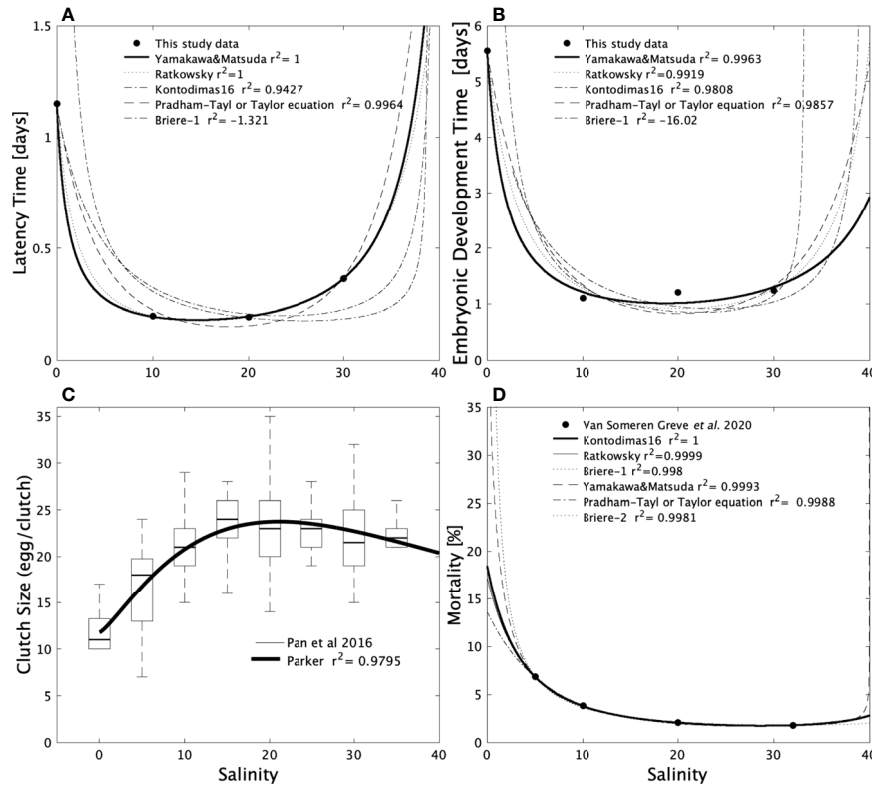 A
Latency Time [days]
1.5
1
0.5
0
This study data
Yamakawa&Matsuda r²= 1
Ratkowsky r²=1
Kontodimas16 r²= 0.9427
Pradham-Tayl or Taylor ecuation r²= 0.9964
Briere-1 r²= -1.321
0 10 20 30 40
B
Embryonic Development Time [days]
6
5
4
3
2
1
0
This study data
Yamakawa&Matsuda r²= 0.9963
Ratkowsky r²=0.9919
Kontodimas16 r²= 0.9808
Pradham-Tayl or Taylor equation r²= 0.9857
Briere-1 r²= -16.02
0 10 20 30 40
C
Clutch Size (egg/clutch)
35
30
25
20
15
10
5
0
Pan et al 2016
Parker r²= 0.9795
0 10 20 30 40
Salinity
D
Mortality [%]
35
30
25
20
15
10
5
0
Van Someren Greve et al. 2020
Kontodimas16 r²= 1
Ratkowsky r²=0.9999
Briere-1 r²=0.998
Yamakawa&Matsuda r²= 0.9993
Pradham-Tayl or Taylor equation r²= 0.9988
Briere-2 r²= 0.9981
0 10 20 30 40
Salinity